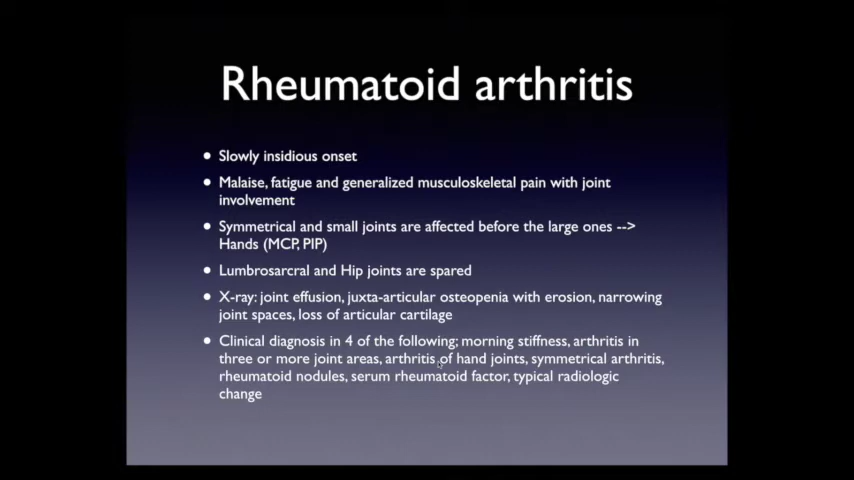 Rheumatoid arthritis
• Slowly insidious onset
• Malaise, fatigue and generalized musculoskeletal pain with joint
involvement
• Symmetrical and small joints are affected before the large ones -->
Hands (MCP, PIP)
• Lumbrosarcral and Hip joints are spared
• X-ray: joint effusion, juxta-articular osteopenia with erosion, narrowing
joint spaces, loss of articular cartilage
• Clinical diagnosis in 4 of the following; morning stiffness, arthritis in
three or more joint areas, arthritis of hand joints, symmetrical arthritis,
rheumatoid nodules, serum rheumatoid factor, typical radiologic
change